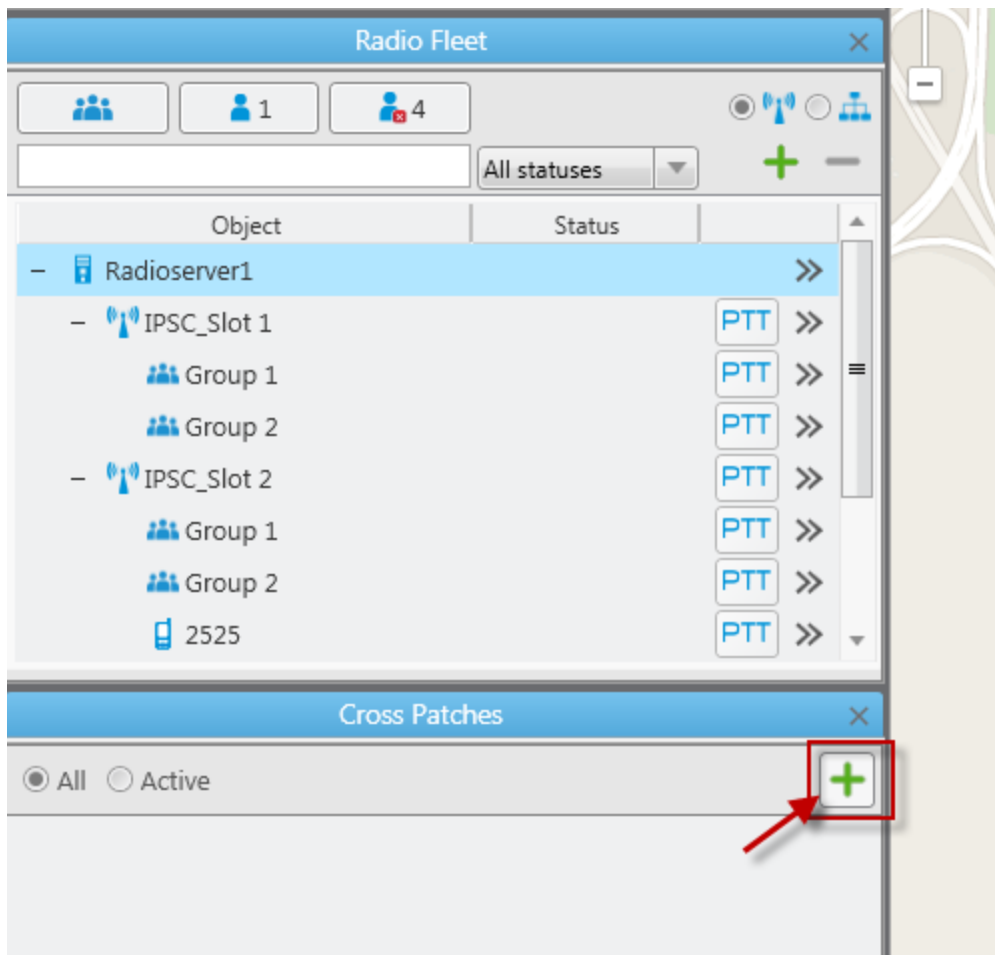 Radio Fleet
1
4
All statuses
Object Status
Radioserver1
IPSC_Slot 1 PTT
Group 1 PTT
Group 2 PTT
IPSC_Slot 2 PTT
Group 1 PTT
Group 2 PTT
2525 PTT
Cross Patches
All Active